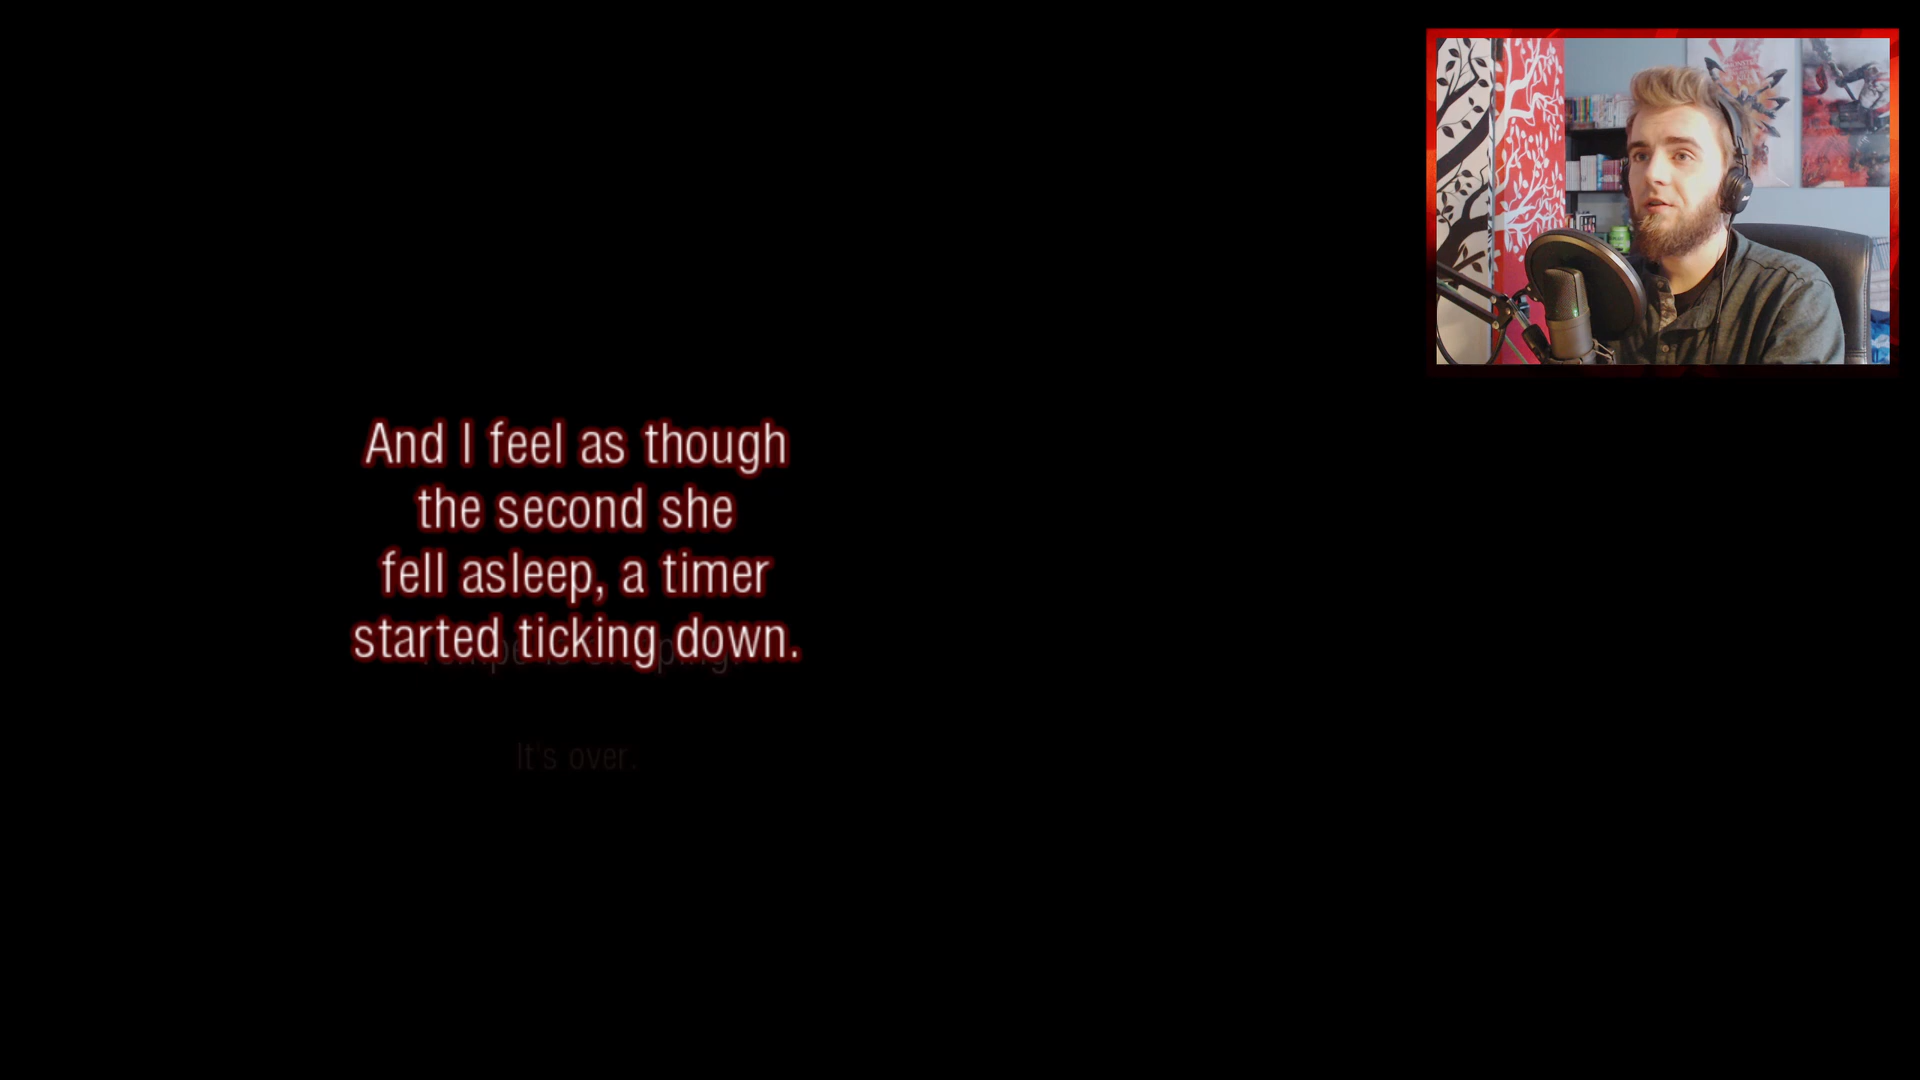 And I feel as though
the second she
fell asleep, a timer
started ticking down.
It's over.